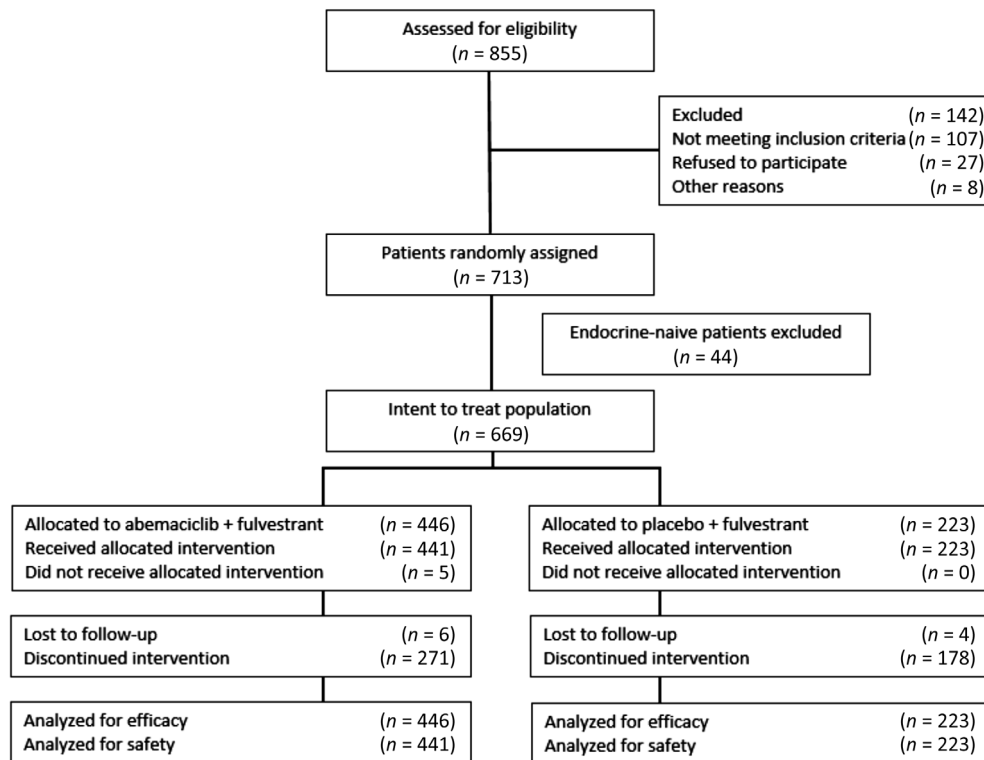 Assessed for eligibility
(n = 855)
Excluded (n = 142)
Not meeting inclusion criteria (n = 107)
Refused to participate (n = 27)
Other reasons (n = 8)
Patients randomly assigned
(n = 713)
Endocrine-naive patients excluded
(n = 44)
Intent to treat population
(n = 669)
Allocated to abemaciclib + fulvestrant (n = 446)
Received allocated intervention (n = 441)
Did not receive allocated intervention (n = 5)
Allocated to placebo + fulvestrant (n = 223)
Received allocated intervention (n = 223)
Did not receive allocated intervention (n = 0)
Lost to follow-up (n = 6)
Discontinued intervention (n = 271)
Lost to follow-up (n = 4)
Discontinued intervention (n = 178)
Analyzed for efficacy (n = 446)
Analyzed for safety (n = 441)
Analyzed for efficacy (n = 223)
Analyzed for safety (n = 223)